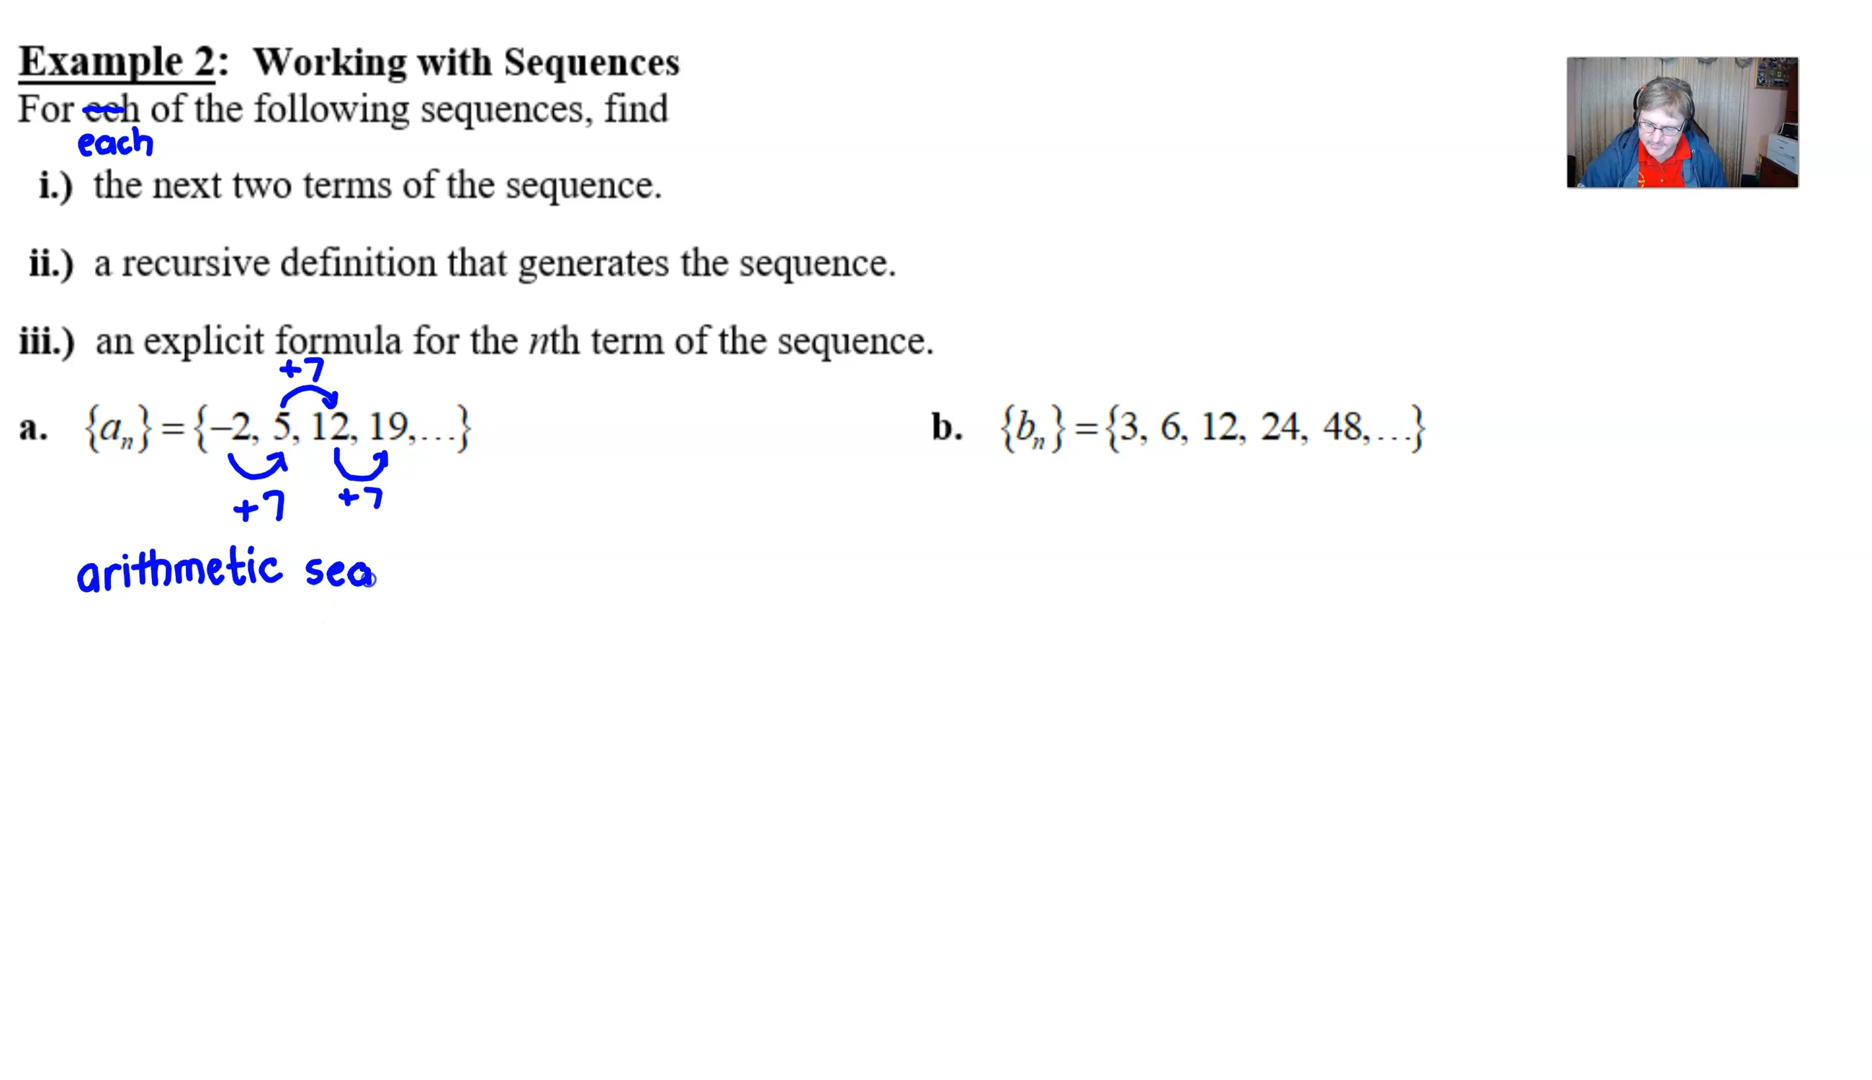 Example 2: Working with Sequences
For ech of the following sequences, find
each
i.) the next two terms of the sequence.
ii.) a recursive definition that generates the sequence.
iii.) an explicit formula for the nth term of the sequence.
+7
a. {aₙ} = {−2, 5, 12, 19,…}
b. {bₙ} = {3, 6, 12, 24, 48,…}
+7 +7
arithmetic sea